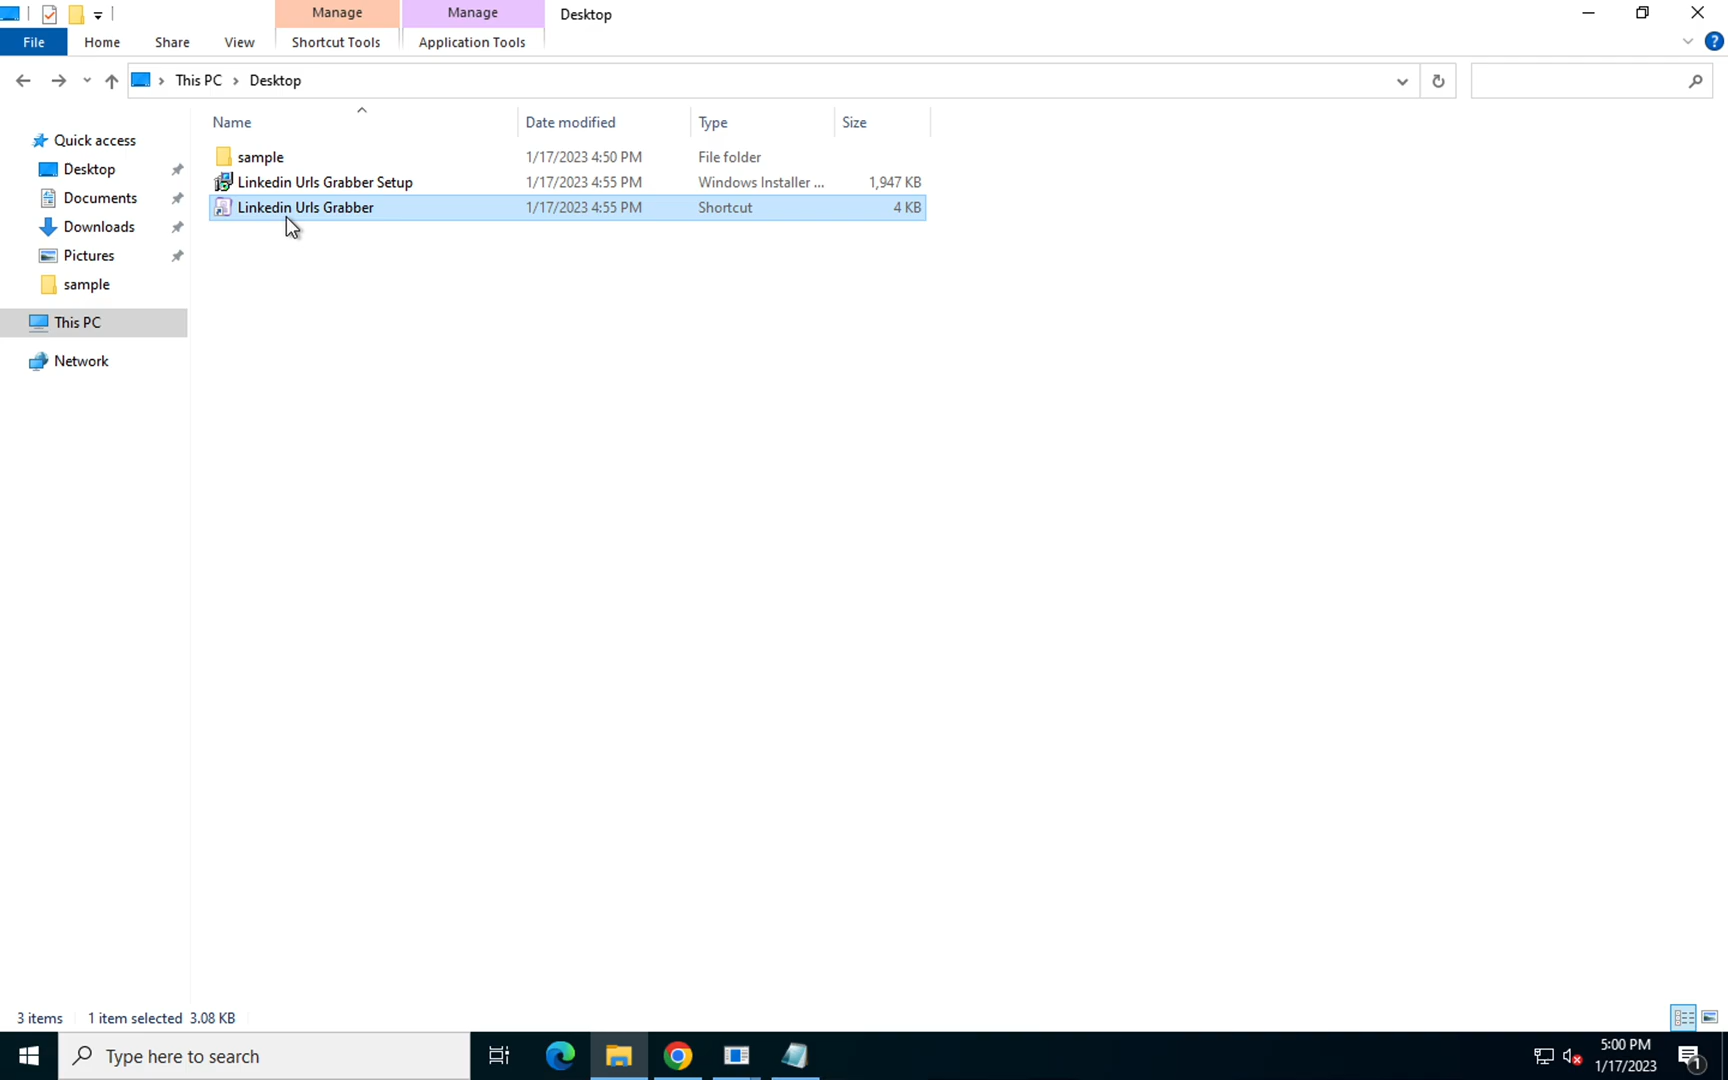 Manage
Manage
Desktop
File
Home
Share
View
Shortcut Tools
Application Tools
?
This PC
Desktop
Name
Date modified
Type
Size
Quick access
Desktop
Documents
Downloads
Pictures
sample
This PC
Network
sample
1/17/2023 4:50 PM
File folder
Linkedin Urls Grabber Setup
1/17/2023 4:55 PM
Windows Installer ...
1,947 KB
Linkedin Urls Grabber
1/17/2023 4:55 PM
Shortcut
4 KB
3 items
1 item selected 3.08 KB
Type here to search
5:00 PM
1/17/2023
1